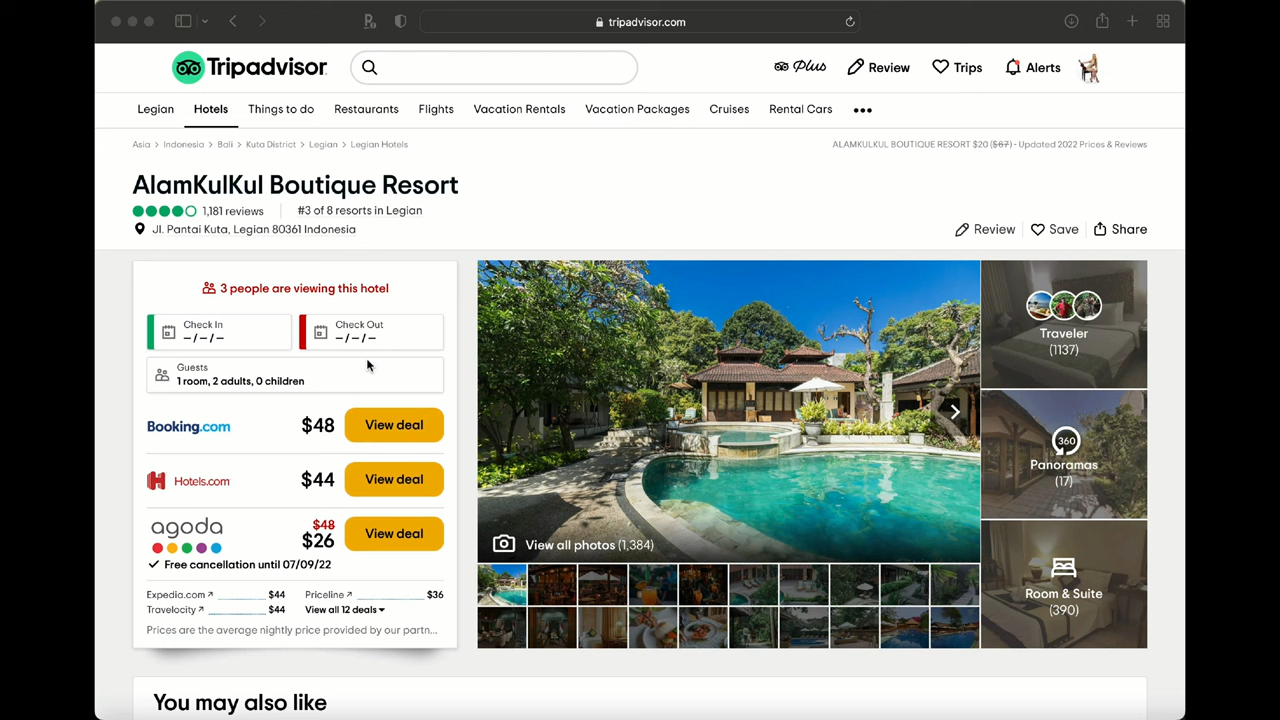 tripadvisor.com
Tripadvisor
Plus
Review
Trips
Alerts
Legian
Hotels
Things to do
Restaurants
Flights
Vacation Rentals
Vacation Packages
Cruises
Rental Cars
Asia > Indonesia > Bali > Kuta District > Legian > Legian Hotels
ALAMKULKUL BOUTIQUE RESORT $20 ($67) - Updated 2022 Prices & Reviews
AlamKulKul Boutique Resort
1,181 reviews
#3 of 8 resorts in Legian
Jl. Pantai Kuta, Legian 80361 Indonesia
Review
Save
Share
3 people are viewing this hotel
Check In
–/–/–
Check Out
–/–/–
Guests
1 room, 2 adults, 0 children
Booking.com
$48
View deal
Hotels.com
$44
View deal
agoda
$48
$26
View deal
Free cancellation until 07/09/22
Expedia.com $44
Priceline $36
Travelocity $44
View all 12 deals
Prices are the average nightly price provided by our partn...
View all photos (1,384)
Traveler
(1137)
360
Panoramas
(17)
Room & Suite
(390)
You may also like